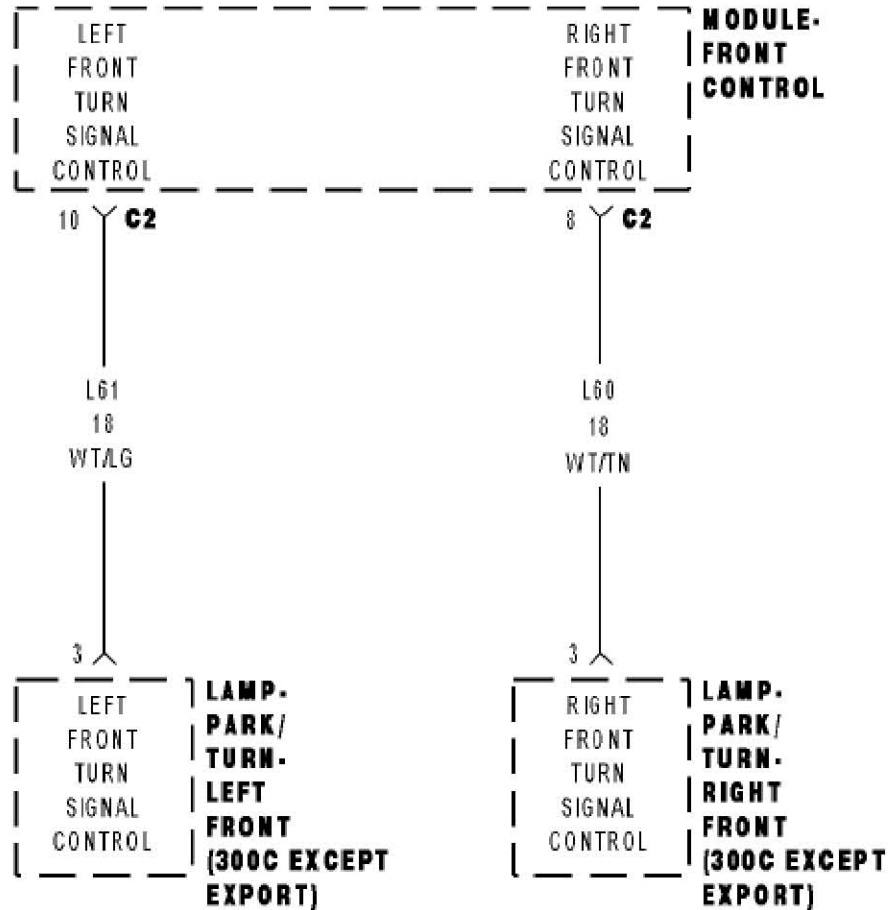 LEFT
FRONT
TURN
SIGNAL
CONTROL
RIGHT
FRONT
TURN
SIGNAL
CONTROL
MODULE-
FRONT
CONTROL
10 C2
8 C2
L61
18
WT/LG
L60
18
WT/TN
3
3
LEFT
FRONT
TURN
SIGNAL
CONTROL
LAMP-
PARK/
TURN-
LEFT
FRONT
(300C EXCEPT
EXPORT)
RIGHT
FRONT
TURN
SIGNAL
CONTROL
LAMP-
PARK/
TURN-
RIGHT
FRONT
(300C EXCEPT
EXPORT)